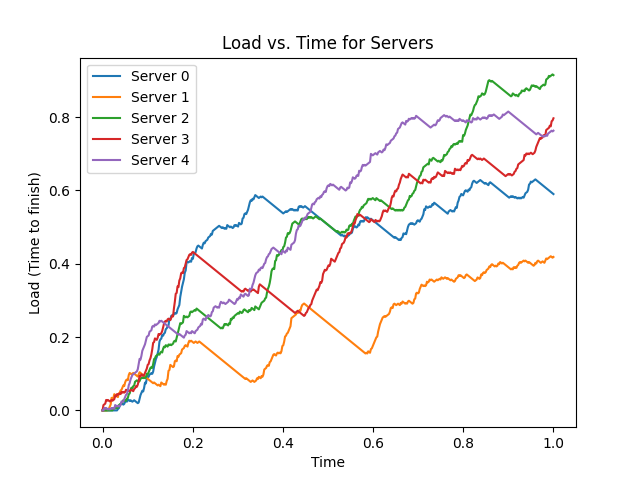 Load vs. Time for Servers
Server 0
Server 1
Server 2
Server 3
Server 4
Load (Time to finish)
0.8
0.6
0.4
0.2
0.0
0.0 0.2 0.4 0.6 0.8 1.0
Time